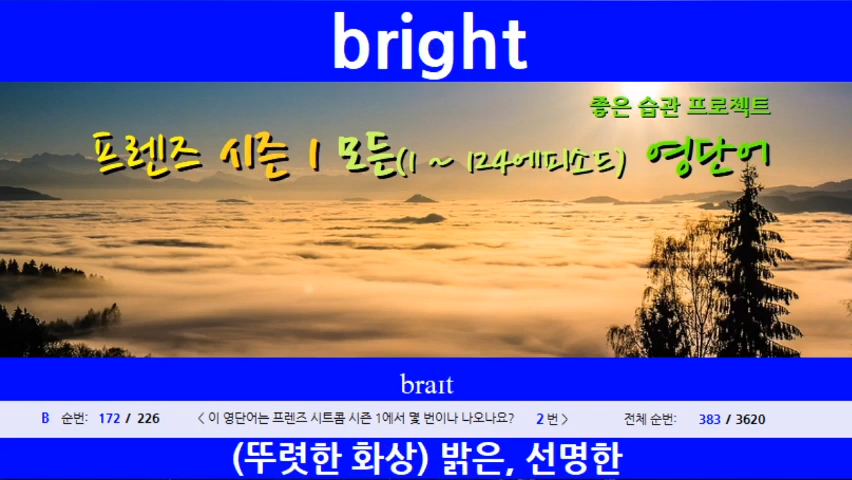 bright
좋은 습관 프로젝트
프렌즈 시즌 1 모든(1 ~ 124에피소드) 영단어
braɪt
B 순번: 172 / 226 < 이 영단어는 프렌즈 시트콤 시즌 1에서 몇 번이나 나오나요? 2 번 > 전체 순번: 383 / 3620
(뚜렷한 화상) 밝은, 선명한